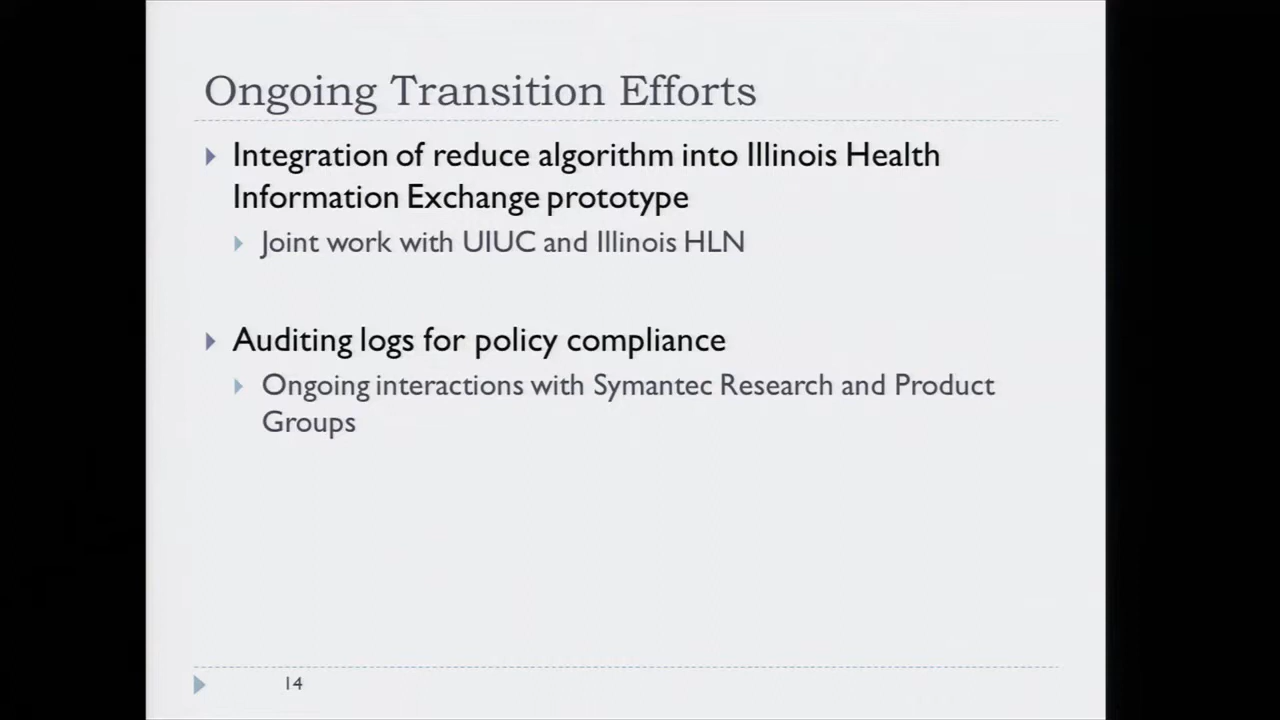 Ongoing Transition Efforts
Integration of reduce algorithm into Illinois Health
Information Exchange prototype
Joint work with UIUC and Illinois HLN
Auditing logs for policy compliance
Ongoing interactions with Symantec Research and Product
Groups
14